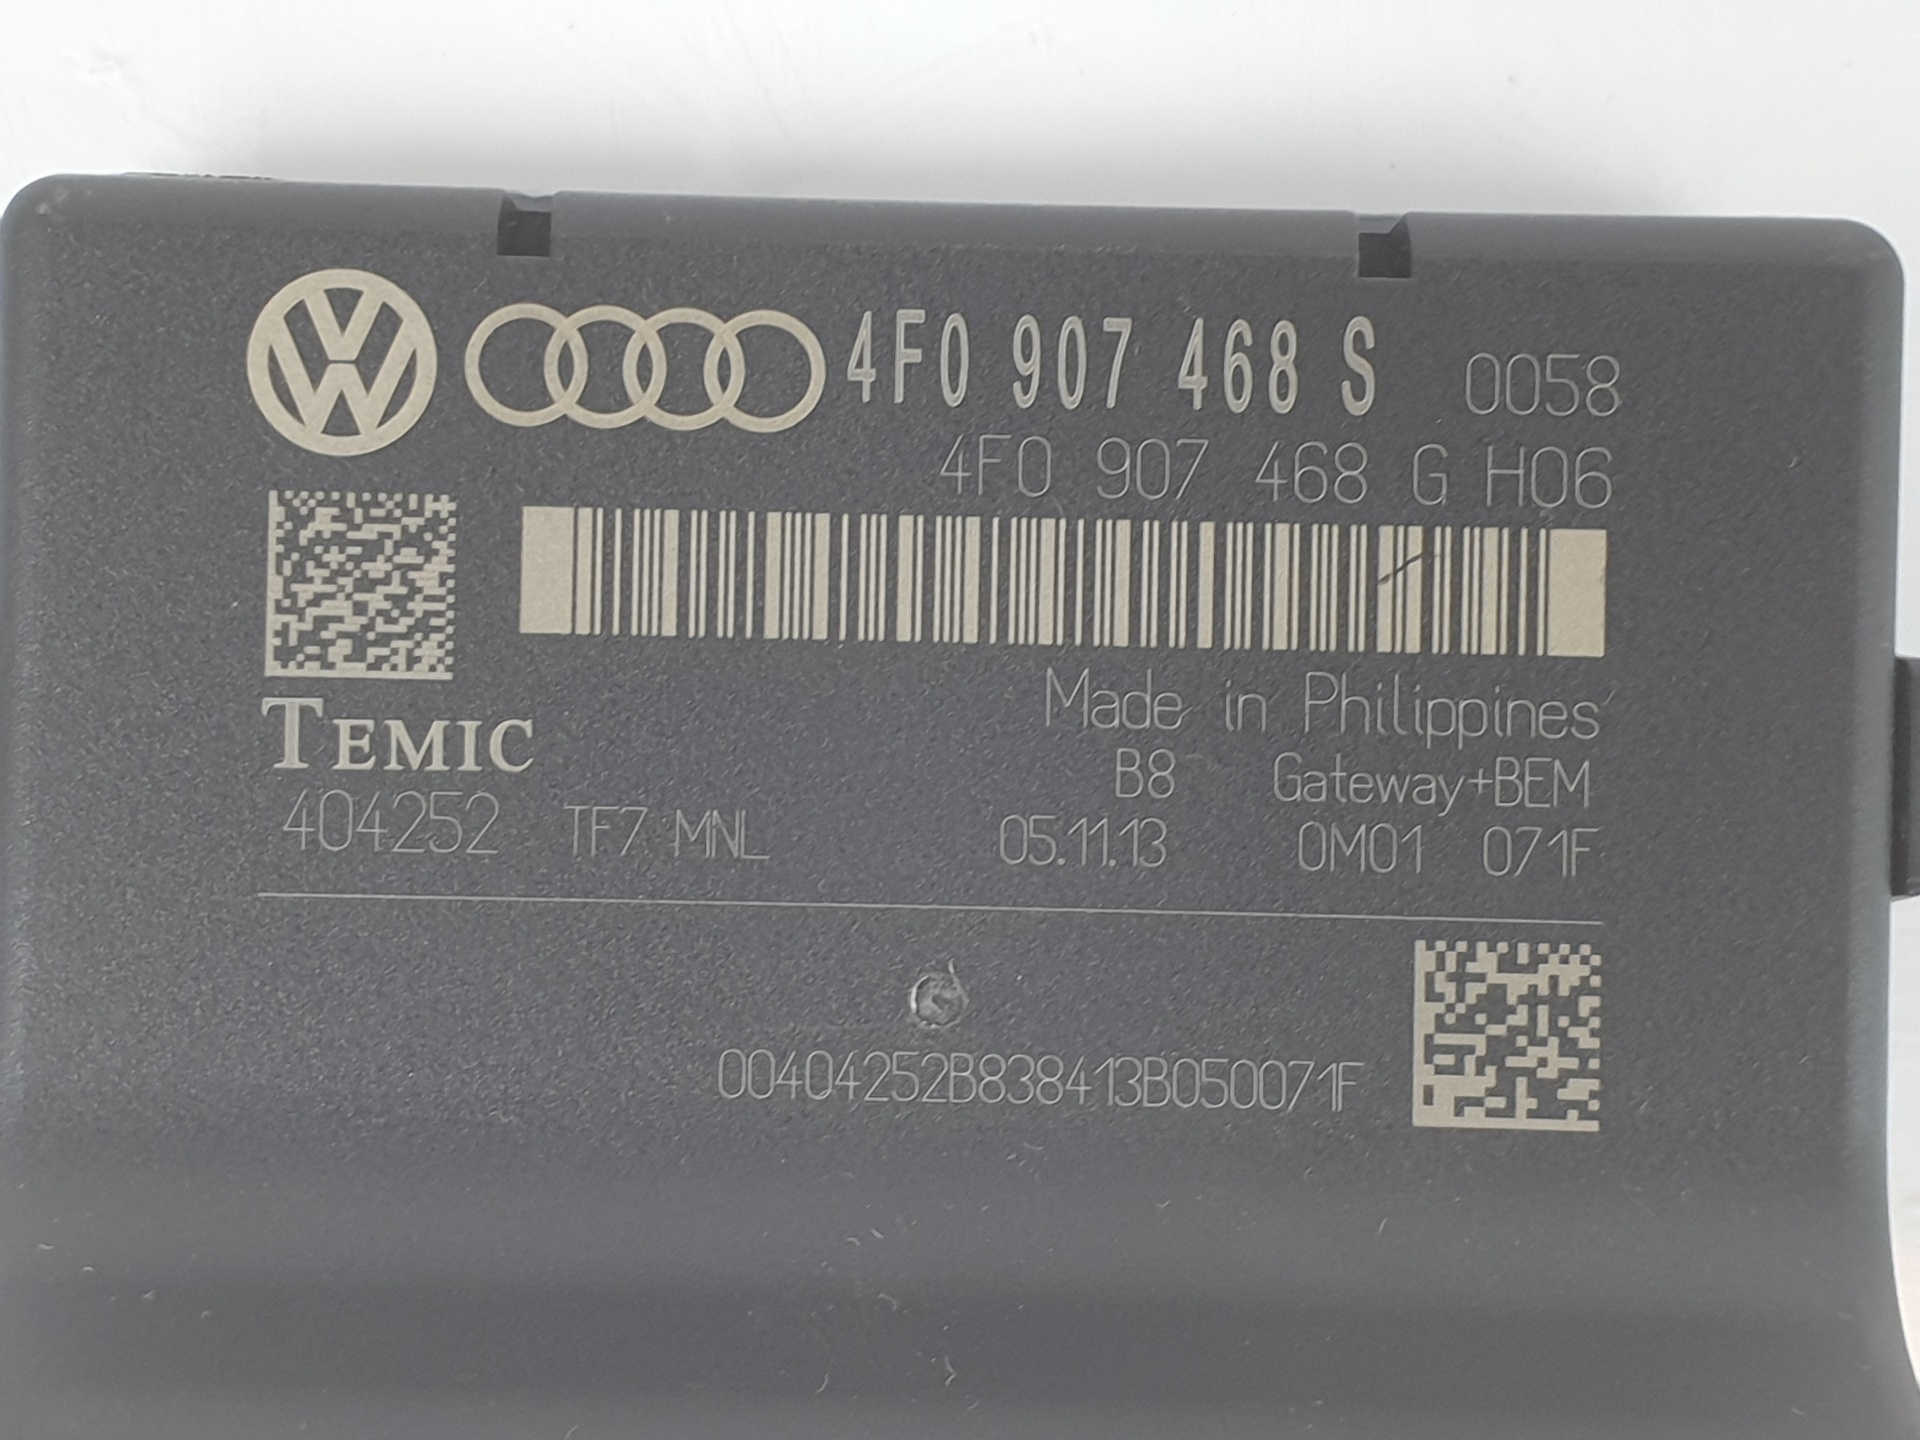 4F0 907 468 S 0058
4F0 907 468 G H06
Made in Philippines
TEMIC
B8 Gateway+BEM
404252 TF7 MNL 05.11.13 0M01 071F
00404252B838413B050071F